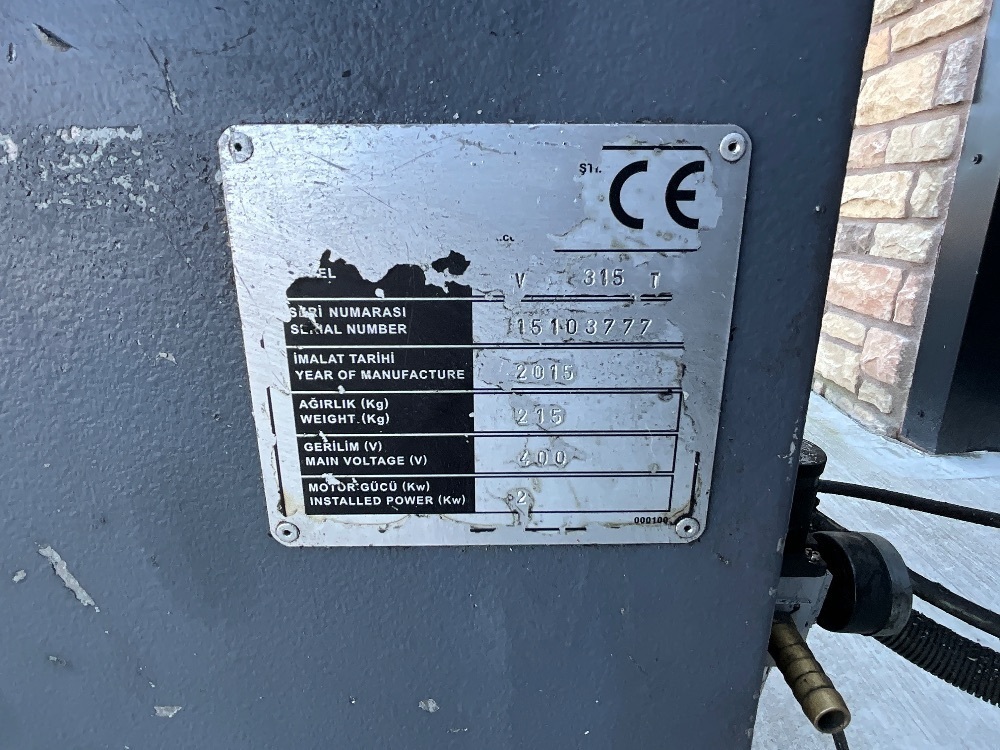 CE
V 315 T
SERİ NUMARASI
SERIAL NUMBER 15103777
İMALAT TARİHİ
YEAR OF MANUFACTURE 2015
AĞIRLIK (Kg)
WEIGHT (Kg) 215
GERİLİM (V)
MAIN VOLTAGE (V) 400
MOTOR GÜCÜ (Kw)
INSTALLED POWER (Kw) 2